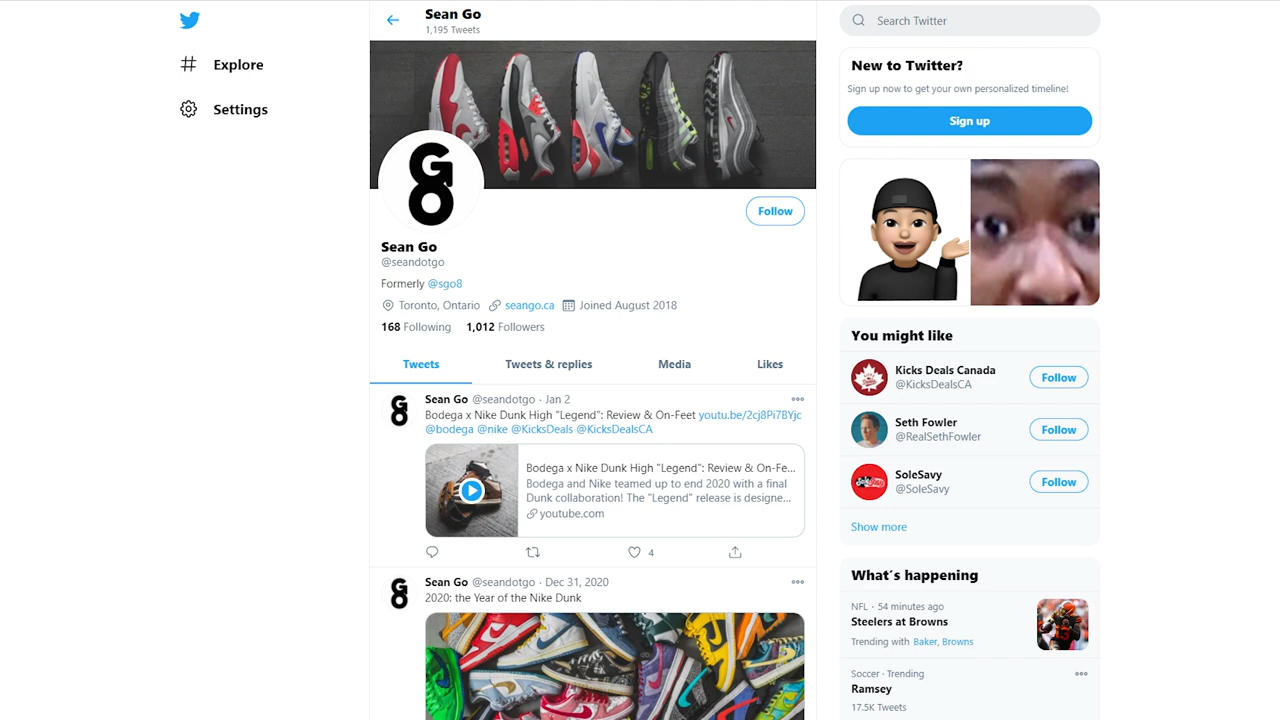 Explore
Settings
Sean Go
1,195 Tweets
GO
Follow
Sean Go
@seandotgo
Formerly @sgo8
Toronto, Ontario seango.ca Joined August 2018
168 Following 1,012 Followers
Tweets Tweets & replies Media Likes
GO
Sean Go @seandotgo · Jan 2
Bodega x Nike Dunk High "Legend": Review & On-Feet youtu.be/2cj8Pi7BYjc
@bodega @nike @KicksDeals @KicksDealsCA
Bodega x Nike Dunk High "Legend": Review & On-Fe...
Bodega and Nike teamed up to end 2020 with a final
Dunk collaboration! The "Legend" release is designe...
youtube.com
4
GO
Sean Go @seandotgo · Dec 31, 2020
2020: the Year of the Nike Dunk
Search Twitter
New to Twitter?
Sign up now to get your own personalized timeline!
Sign up
You might like
Kicks Deals Canada
@KicksDealsCA
Follow
Seth Fowler
@RealSethFowler
Follow
SoleSavy
@SoleSavy
Follow
Show more
What´s happening
NFL · 54 minutes ago
Steelers at Browns
Trending with Baker, Browns
Soccer · Trending
Ramsey
17.5K Tweets